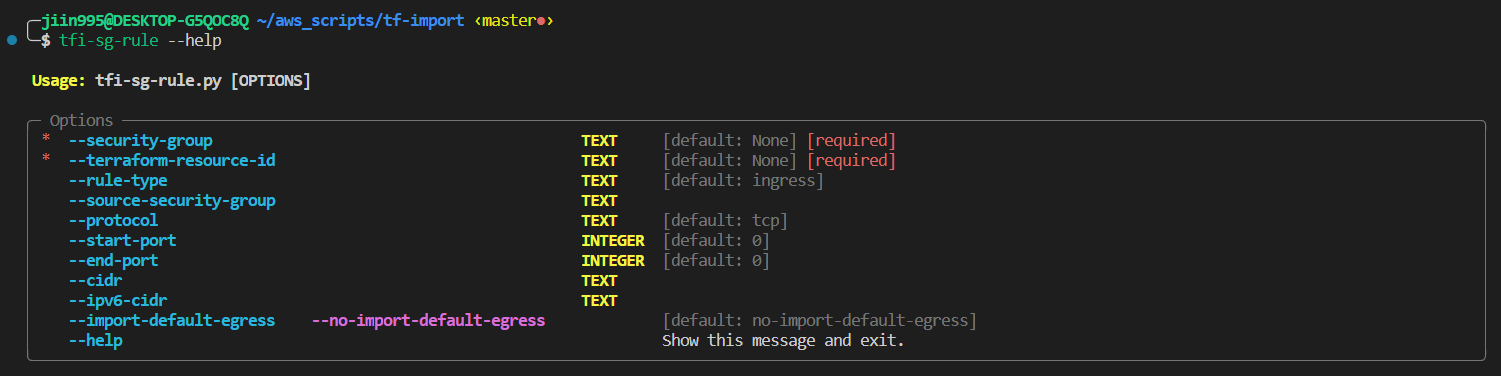 jiin995@DESKTOP-G5QOC8Q ~/aws_scripts/tf-import ‹master●›
$ tfi-sg-rule --help
Usage: tfi-sg-rule.py [OPTIONS]
Options
* --security-group TEXT [default: None] [required]
* --terraform-resource-id TEXT [default: None] [required]
--rule-type TEXT [default: ingress]
--source-security-group TEXT
--protocol TEXT [default: tcp]
--start-port INTEGER [default: 0]
--end-port INTEGER [default: 0]
--cidr TEXT
--ipv6-cidr TEXT
--import-default-egress --no-import-default-egress [default: no-import-default-egress]
--help Show this message and exit.